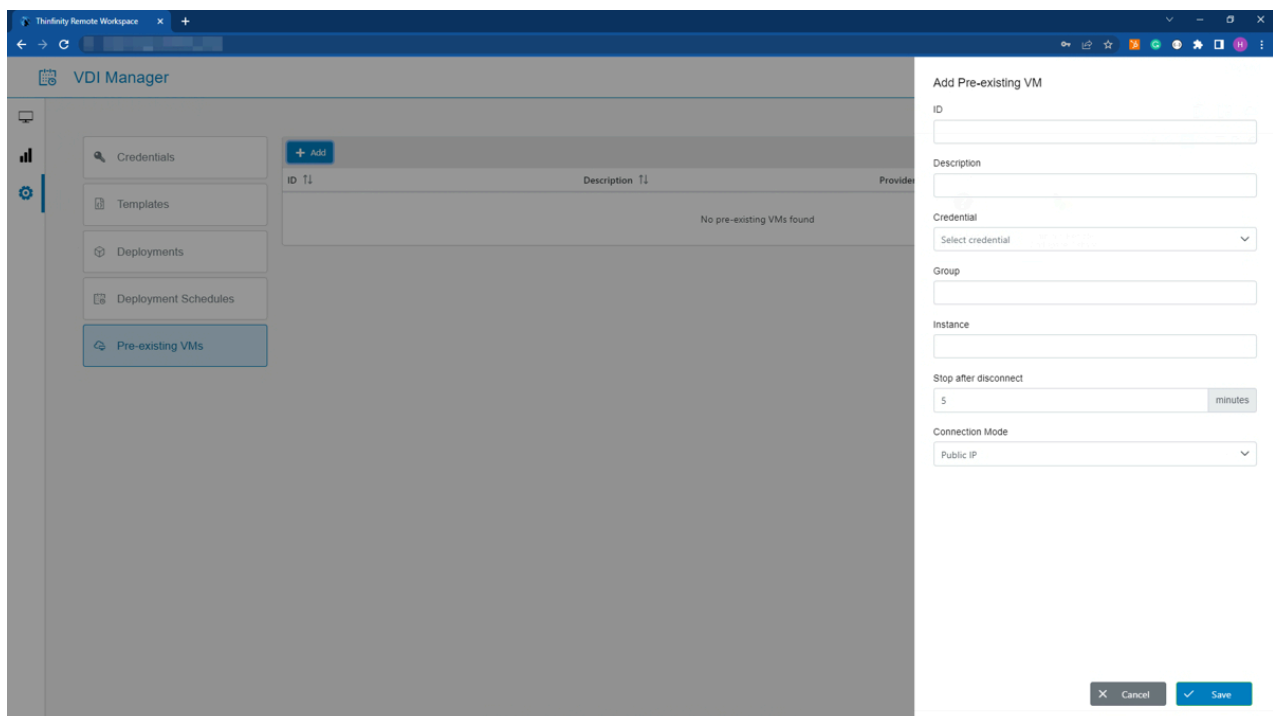 Thinfinity Remote Workspace
H
VDI Manager
Credentials
Templates
Deployments
Deployment Schedules
Pre-existing VMs
+ Add
ID Description Provider
No pre-existing VMs found
Add Pre-existing VM
ID
Description
Credential
Select credential
Group
Instance
Stop after disconnect
5 minutes
Connection Mode
Public IP
Cancel Save